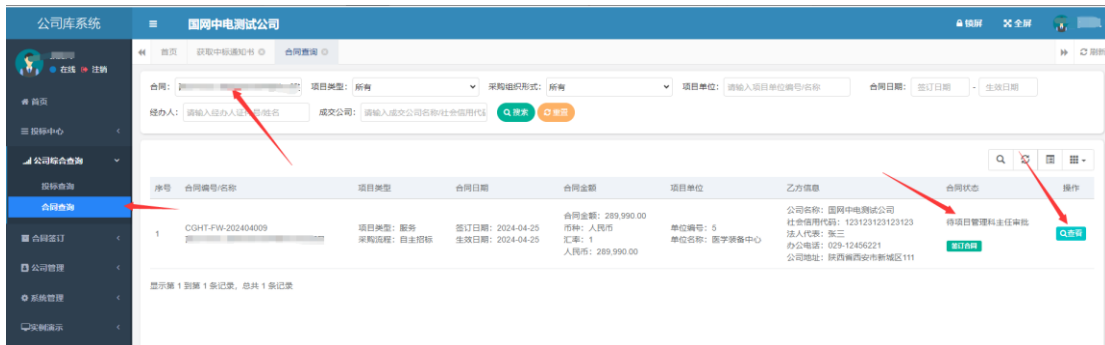 公司库系统
国网中电测试公司
锁屏 全屏
在线 注销
首页 获取中标通知书 合同查询
刷新
首页
投标中心
公司综合查询
投标查询
合同查询
合同签订
公司管理
系统管理
实例演示
合同： 项目类型： 所有 采购组织形式： 所有 项目单位： 请输入项目单位编号/名称 合同日期： 签订日期 - 生效日期
经办人： 请输入经办人证件号/姓名 成交公司： 请输入成交公司名称/社会信用代码 搜索 重置
序号 合同编号/名称 项目类型 合同日期 合同金额 项目单位 乙方信息 合同状态 操作
1
CGHT-FW-202404009
项目类型：服务
采购流程：自主招标
签订日期：2024-04-25
生效日期：2024-04-25
合同金额：289,990.00
币种：人民币
汇率：1
人民币：289,990.00
单位编号：5
单位名称：医学装备中心
公司名称：国网中电测试公司
社会信用代码：123123123123123
法人代表：张三
办公电话：029-12456221
公司地址：陕西省西安市新城区111
待项目管理科主任审批
签订合同
查看
显示第 1 到第 1 条记录，总共 1 条记录